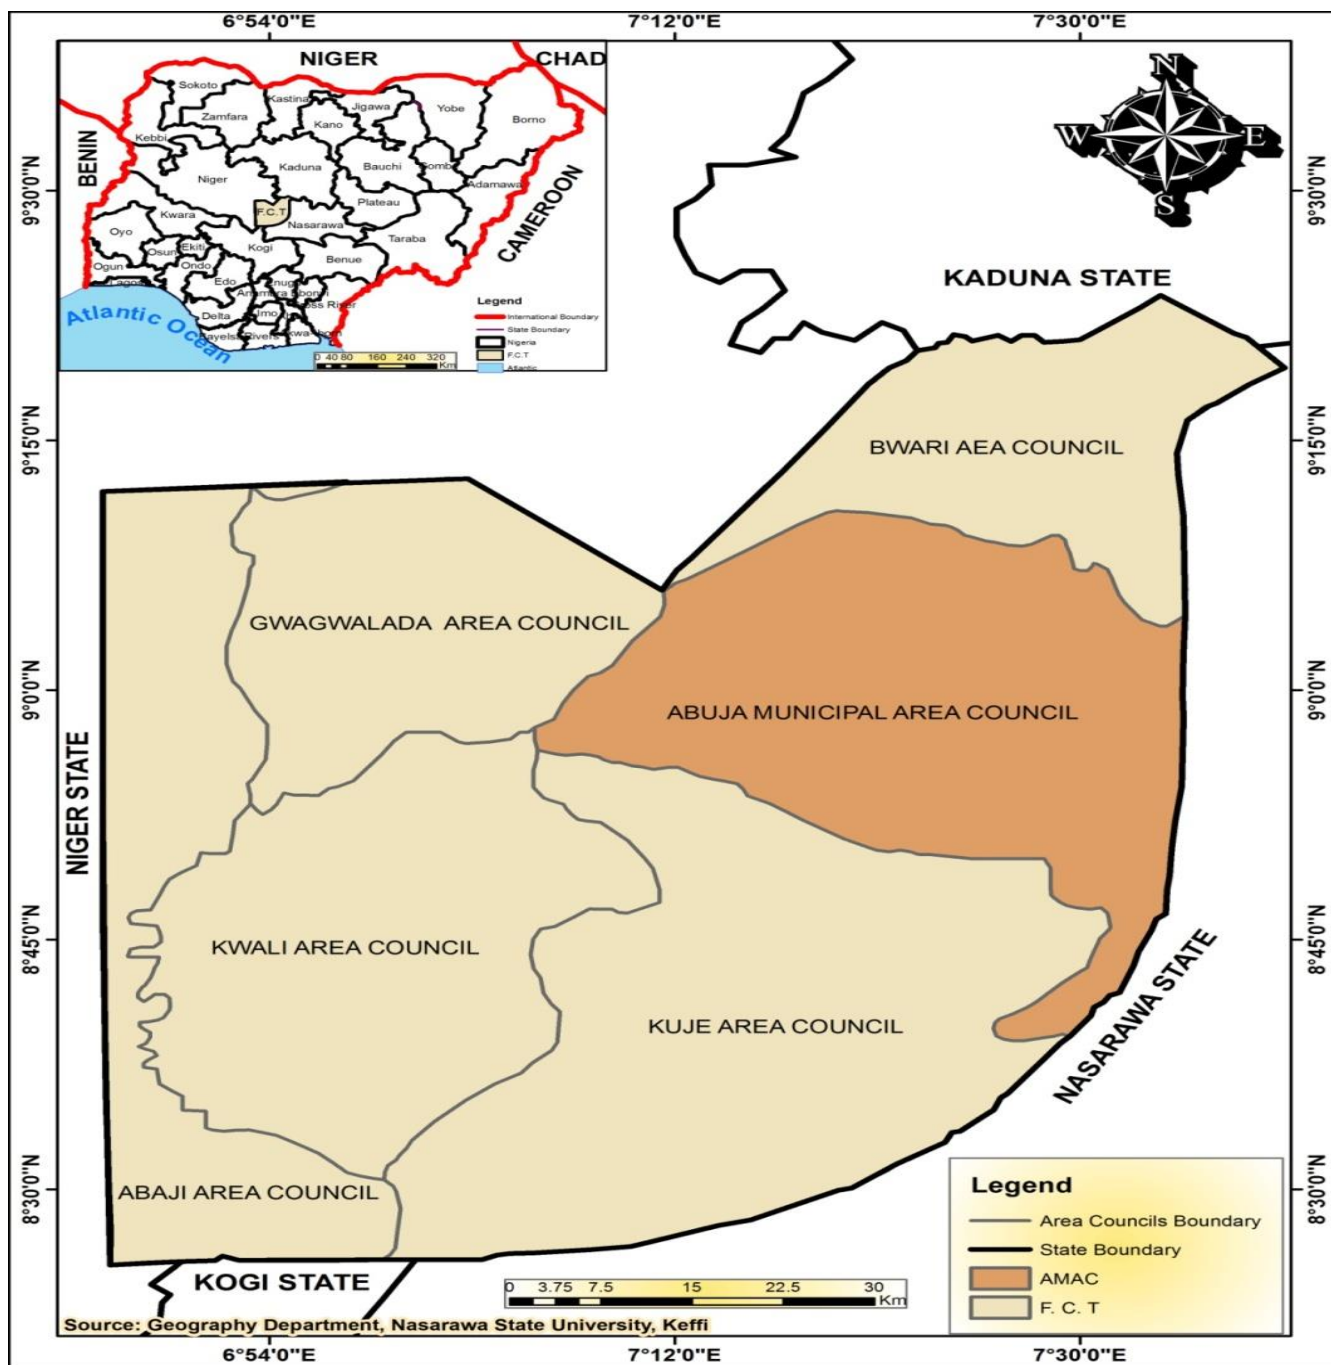 6°54'0"E 7°12'0"E 7°30'0"E
NIGER
CHAD
Sokoto
Kastina
Jigawa
Yobe
Zamfara
Kano
Borno
Kebbi
BENIN
Kaduna
Bauchi
Niger
Adamawa
F.C.T
Plateau
Kwara
Nasarawa
CAMEROON
Oyo
Kogi
Taraba
Osun
Ekiti
Benue
Ogun
Ondo
Edo
Delta
Imo
Rivers
Atlantic Ocean
Legend
International Boundary
State Boundary
Nigeria
F.C.T
Atlantic
0 40 80 160 240 320
Km
N
W E
S
9°30'0"N 9°30'0"N
KADUNA STATE
9°15'0"N 9°15'0"N
BWARI AEA COUNCIL
GWAGWALADA AREA COUNCIL
9°0'0"N 9°0'0"N
ABUJA MUNICIPAL AREA COUNCIL
NIGER STATE
8°45'0"N 8°45'0"N
KWALI AREA COUNCIL
KUJE AREA COUNCIL
NASARAWA STATE
8°30'0"N 8°30'0"N
ABAJI AREA COUNCIL
KOGI STATE
Legend
Area Councils Boundary
State Boundary
AMAC
F. C. T
0 3.75 7.5 15 22.5 30
Km
Source: Geography Department, Nasarawa State University, Keffi
6°54'0"E 7°12'0"E 7°30'0"E